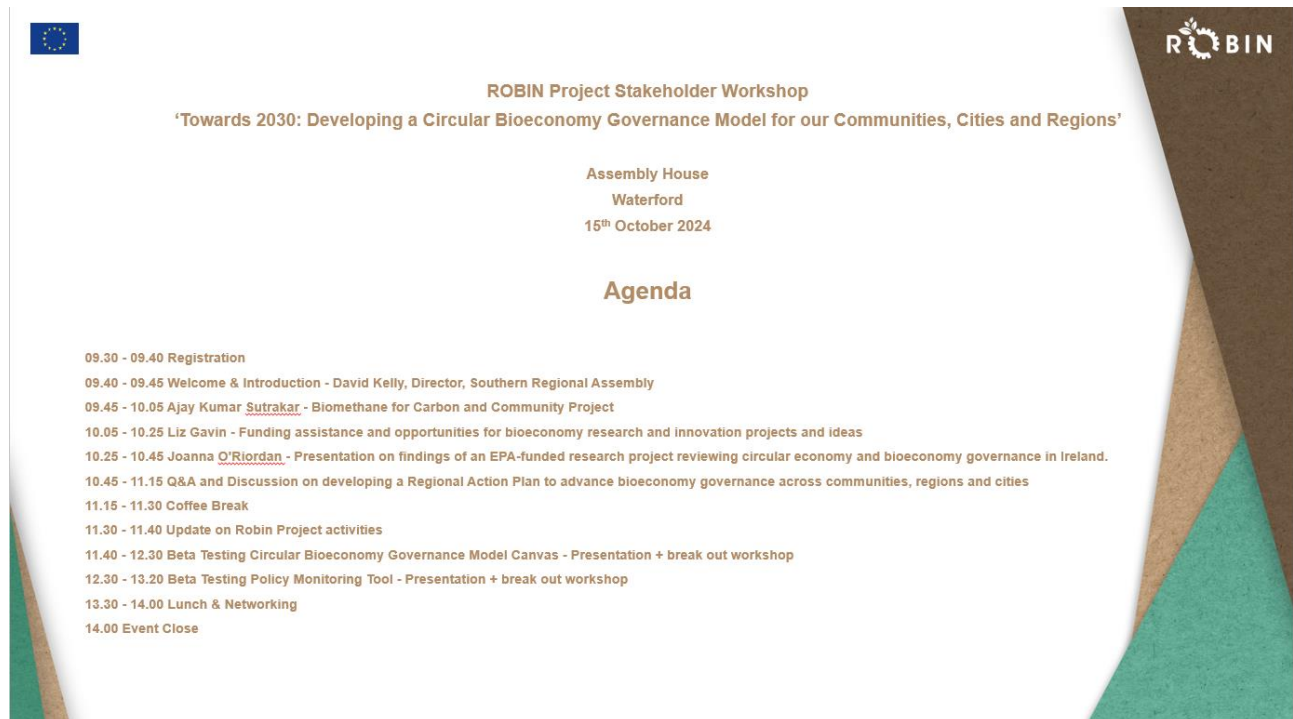 ROBIN
ROBIN Project Stakeholder Workshop
‘Towards 2030: Developing a Circular Bioeconomy Governance Model for our Communities, Cities and Regions’
Assembly House
Waterford
15th October 2024
Agenda
09.30 - 09.40 Registration
09.40 - 09.45 Welcome & Introduction - David Kelly, Director, Southern Regional Assembly
09.45 - 10.05 Ajay Kumar Sutrakar - Biomethane for Carbon and Community Project
10.05 - 10.25 Liz Gavin - Funding assistance and opportunities for bioeconomy research and innovation projects and ideas
10.25 - 10.45 Joanna O'Riordan - Presentation on findings of an EPA-funded research project reviewing circular economy and bioeconomy governance in Ireland.
10.45 - 11.15 Q&A and Discussion on developing a Regional Action Plan to advance bioeconomy governance across communities, regions and cities
11.15 - 11.30 Coffee Break
11.30 - 11.40 Update on Robin Project activities
11.40 - 12.30 Beta Testing Circular Bioeconomy Governance Model Canvas - Presentation + break out workshop
12.30 - 13.20 Beta Testing Policy Monitoring Tool - Presentation + break out workshop
13.30 - 14.00 Lunch & Networking
14.00 Event Close